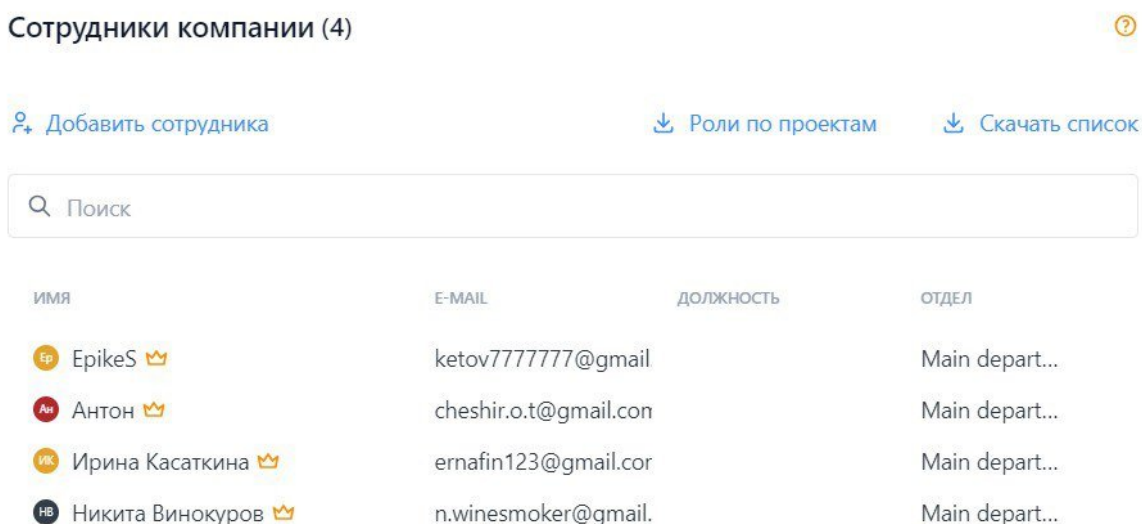 Сотрудники компании (4)
Добавить сотрудника Роли по проектам Скачать список
Поиск
ИМЯ E-MAIL ДОЛЖНОСТЬ ОТДЕЛ
Ep EpikeS ketov7777777@gmail Main depart...
Ан Антон cheshir.o.t@gmail.com Main depart...
ИК Ирина Касаткина ernafin123@gmail.cor Main depart...
НВ Никита Винокуров n.winesmoker@gmail. Main depart...